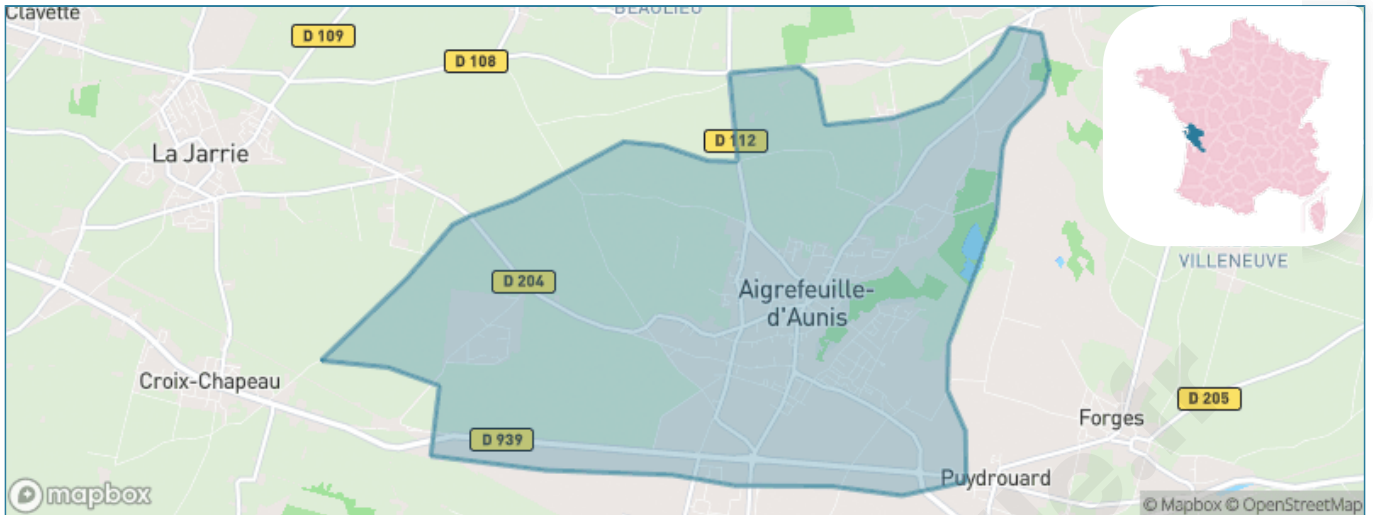 Clavette
BEAULIEU
D 109
D 108
D 112
La Jarrie
VILLENEUVE
D 204
Aigrefeuille-
d'Aunis
Croix-Chapeau
D 205
Forges
D 939
Puydrouard
mapbox
© Mapbox © OpenStreetMap